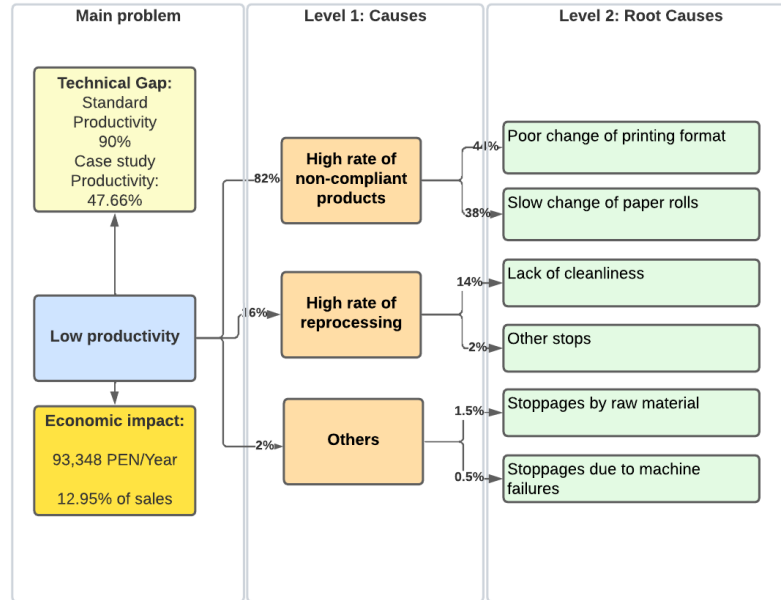 Main problem
Level 1: Causes
Level 2: Root Causes
Technical Gap:
Standard
Productivity
90%
Case study
Productivity:
47.66%
Low productivity
Economic impact:
93,348 PEN/Year
12.95% of sales
82%
High rate of
non-compliant
products
44%
Poor change of printing format
38%
Slow change of paper rolls
16%
High rate of
reprocessing
14%
Lack of cleanliness
2%
Other stops
2%
Others
1.5%
Stoppages by raw material
0.5%
Stoppages due to machine
failures